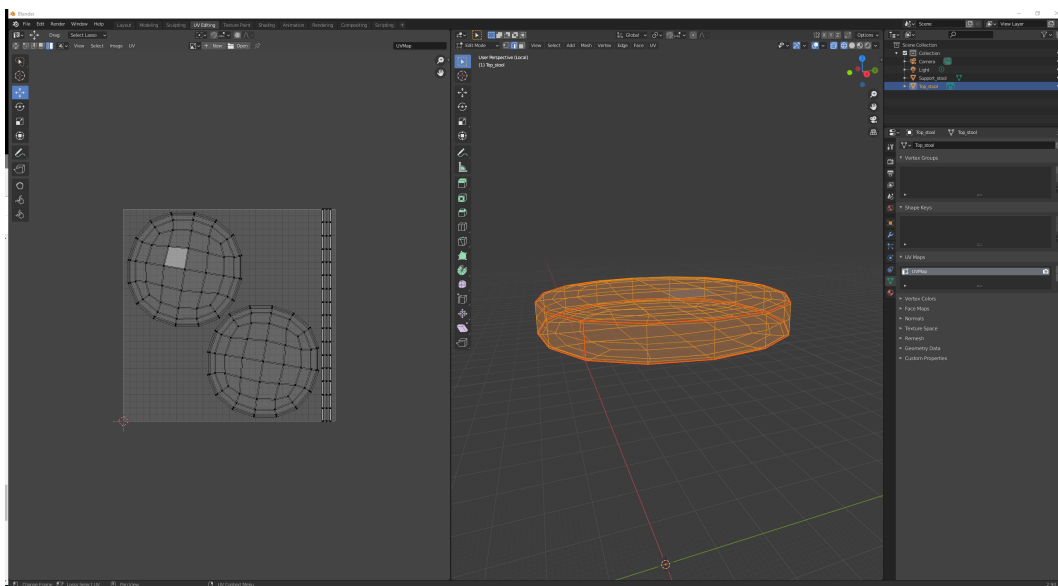 Blender
File Edit Render Window Help Layout Modeling Sculpting UV Editing Texture Paint Shading Animation Rendering Compositing Scripting + Scene View Layer
Drag: Select Lasso Global Options
View Select Image UV + New Open UVMap Edit Mode View Select Add Mesh Vertex Edge Face UV
User Perspective (Local)
(1) Top_stool
Scene Collection
Collection
Camera
Light
Support_stool
Top_stool
Top_stool Top_stool
Top_stool
Vertex Groups
Shape Keys
UV Maps
UVMap
Vertex Colors
Face Maps
Normals
Texture Space
Remesh
Geometry Data
Custom Properties
Change Frame Lasso Select UV Pan View UV Context Menu